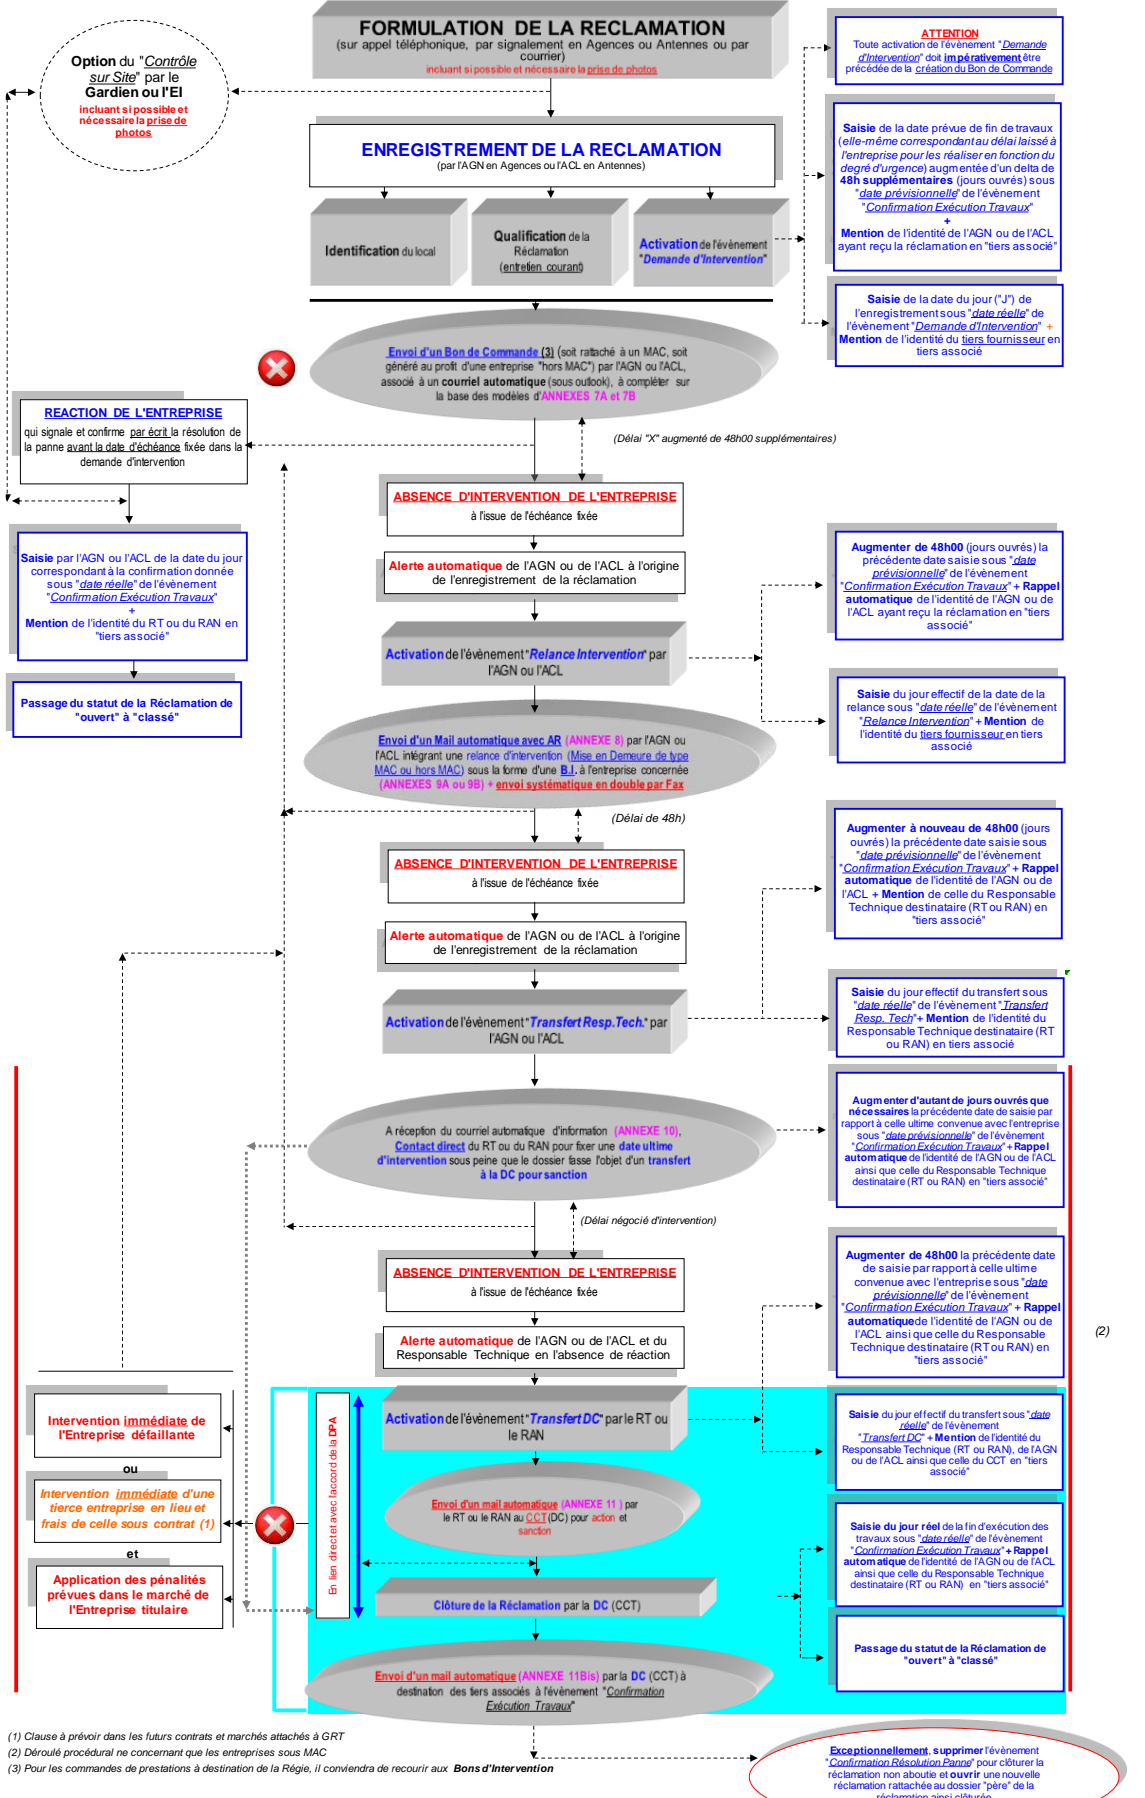 FORMULATION DE LA RECLAMATION
(sur appel téléphonique, par signalement en Agences ou Antennes ou par
courrier)
incluant si possible et nécessaire la prise de photos
Option du "Contrôle
sur Site" par le
Gardien ou l'EI
incluant si possible et
nécessaire la prise de
photos
ATTENTION
Toute activation de l'évènement "Demande
d'Intervention" doit impérativement être
précédée de la création du Bon de Commande
ENREGISTREMENT DE LA RECLAMATION
(par l'AGN en Agences ou l'ACL en Antennes)
Saisie de la date prévue de fin de travaux
(elle-même correspondant au délai laissé à
l'entreprise pour les réaliser en fonction du
degré d'urgence) augmentée d'un delta de
48h supplémentaires (jours ouvrés) sous
"date prévisionnelle" de l'évènement
"Confirmation Exécution Travaux"
+
Mention de l'identité de l'AGN ou de l'ACL
ayant reçu la réclamation en "tiers associé"
Identification du local
Qualification de la
Réclamation
(entretien courant)
Activation de l'évènement
"Demande d'Intervention"
Saisie de la date du jour ("J") de
l'enregistrement sous "date réelle" de
l'évènement "Demande d'Intervention" +
Mention de l'identité du tiers fournisseur en
tiers associé
Envoi d'un Bon de Commande (3) (soit rattaché à un MAC, soit
généré au profit d'une entreprise "hors MAC") par l'AGN ou l'ACL,
associé à un courriel automatique (sous outlook), à compléter sur
la base des modèles d'ANNEXES 7A et 7B
REACTION DE L'ENTREPRISE
qui signale et confirme par écrit la résolution de
la panne avant la date d'échéance fixée dans la
demande d'intervention
(Délai "X" augmenté de 48h00 supplémentaires)
ABSENCE D'INTERVENTION DE L'ENTREPRISE
à l'issue de l'échéance fixée
Saisie par l'AGN ou l'ACL de la date du jour
correspondant à la confirmation donnée
sous "date réelle" de l'évènement
"Confirmation Exécution Travaux"
+
Mention de l'identité du RT ou du RAN en
"tiers associé"
Alerte automatique de l'AGN ou de l'ACL à l'origine
de l'enregistrement de la réclamation
Augmenter de 48h00 (jours ouvrés) la
précédente date saisie sous "date
prévisionnelle" de l'évènement
"Confirmation Exécution Travaux" + Rappel
automatique de l'identité de l'AGN ou de
l'ACL ayant reçu la réclamation en "tiers
associé"
Activation de l'évènement "Relance Intervention" par
l'AGN ou l'ACL
Passage du statut de la Réclamation de
"ouvert" à "classé"
Saisie du jour effectif de la date de la
relance sous "date réelle" de l'évènement
"Relance Intervention" + Mention de
l'identité du tiers fournisseur en tiers
associé
Envoi d'un Mail automatique avec AR (ANNEXE 8) par l'AGN ou
l'ACL intégrant une relance d'intervention (Mise en Demeure de type
MAC ou hors MAC) sous la forme d'une B.I. à l'entreprise concernée
(ANNEXES 9A ou 9B) + envoi systématique en double par Fax
(Délai de 48h)
ABSENCE D'INTERVENTION DE L'ENTREPRISE
à l'issue de l'échéance fixée
Augmenter à nouveau de 48h00 (jours
ouvrés) la précédente date saisie sous
"date prévisionnelle" de l'évènement
"Confirmation Exécution Travaux" + Rappel
automatique de l'identité de l'AGN ou de
l'ACL + Mention de celle du Responsable
Technique destinataire (RT ou RAN) en
"tiers associé"
Alerte automatique de l'AGN ou de l'ACL à l'origine
de l'enregistrement de la réclamation
Activation de l'évènement "Transfert Resp.Tech." par
l'AGN ou l'ACL
Saisie du jour effectif du transfert sous
"date réelle" de l'évènement "Transfert
Resp. Tech"+ Mention de l'identité du
Responsable Technique destinataire (RT
ou RAN) en tiers associé
A réception du courriel automatique d'information (ANNEXE 10),
Contact direct du RT ou du RAN pour fixer une date ultime
d'intervention sous peine que le dossier fasse l'objet d'un transfert
à la DC pour sanction
Augmenter d'autant de jours ouvrés que
nécessaires la précédente date de saisie par
rapport à celle ultime convenue avec l'entreprise
sous "date prévisionnelle" de l'évènement
"Confirmation Exécution Travaux" + Rappel
automatique de l'identité de l'AGN ou de l'ACL
ainsi que celle du Responsable Technique
destinataire (RT ou RAN) en "tiers associé"
(Délai négocié d'intervention)
ABSENCE D'INTERVENTION DE L'ENTREPRISE
à l'issue de l'échéance fixée
Augmenter de 48h00 la précédente date
de saisie par rapport à celle ultime
convenue avec l'entreprise sous "date
prévisionnelle" de l'évènement
"Confirmation Exécution Travaux" + Rappel
automatique de l'identité de l'AGN ou de
l'ACL ainsi que celle du Responsable
Technique destinataire (RT ou RAN) en
"tiers associé"
(2)
Alerte automatique de l'AGN ou de l'ACL et du
Responsable Technique en l'absence de réaction
Activation de l'évènement "Transfert DC" par le RT ou
le RAN
En lien direct et avec l'accord de la DPA
Intervention immédiate de
l'Entreprise défaillante
ou
Intervention immédiate d'une
tierce entreprise en lieu et
frais de celle sous contrat (1)
et
Application des pénalités
prévues dans le marché de
l'Entreprise titulaire
Saisie du jour effectif du transfert sous "date
réelle" de l'évènement
"Transfert DC" + Mention de l'identité du
Responsable Technique (RT ou RAN), de l'AGN
ou de l'ACL ainsi que celle du CCT en "tiers
associé"
Envoi d'un mail automatique (ANNEXE 11 ) par
le RT ou le RAN au CCT (DC) pour action et
sanction
Saisie du jour réel de la fin d'exécution des
travaux sous "date réelle" de l'évènement
"Confirmation Exécution Travaux" + Rappel
automatique de l'identité de l'AGN ou de l'ACL
ainsi que celle du Responsable Technique
destinataire (RT ou RAN) en "tiers associé"
Clôture de la Réclamation par la DC (CCT)
Passage du statut de la Réclamation de
"ouvert" à "classé"
Envoi d'un mail automatique (ANNEXE 11Bis) par la DC (CCT) à
destination des tiers associés à l'évènement "Confirmation
Exécution Travaux"
(1) Clause à prévoir dans les futurs contrats et marchés attachés à GRT
(2) Déroulé procédural ne concernant que les entreprises sous MAC
(3) Pour les commandes de prestations à destination de la Régie, il conviendra de recourir aux Bons d'Intervention
Exceptionnellement, supprimer l'évènement
"Confirmation Résolution Panne" pour clôturer la
réclamation non aboutie et ouvrir une nouvelle
réclamation rattachée au dossier "père" de la
réclamation ainsi clôturée